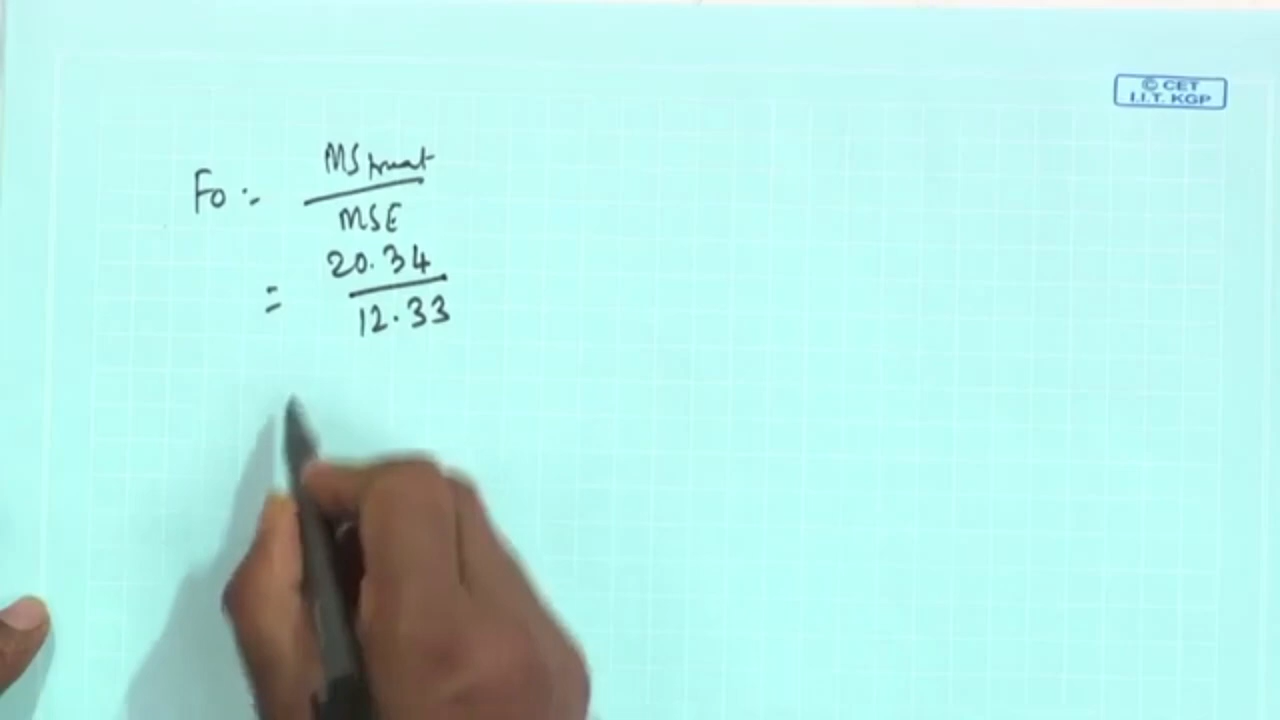 © CET
I.I.T. KGP
Fo :- MS treat
MSE
= 20.34
12.33